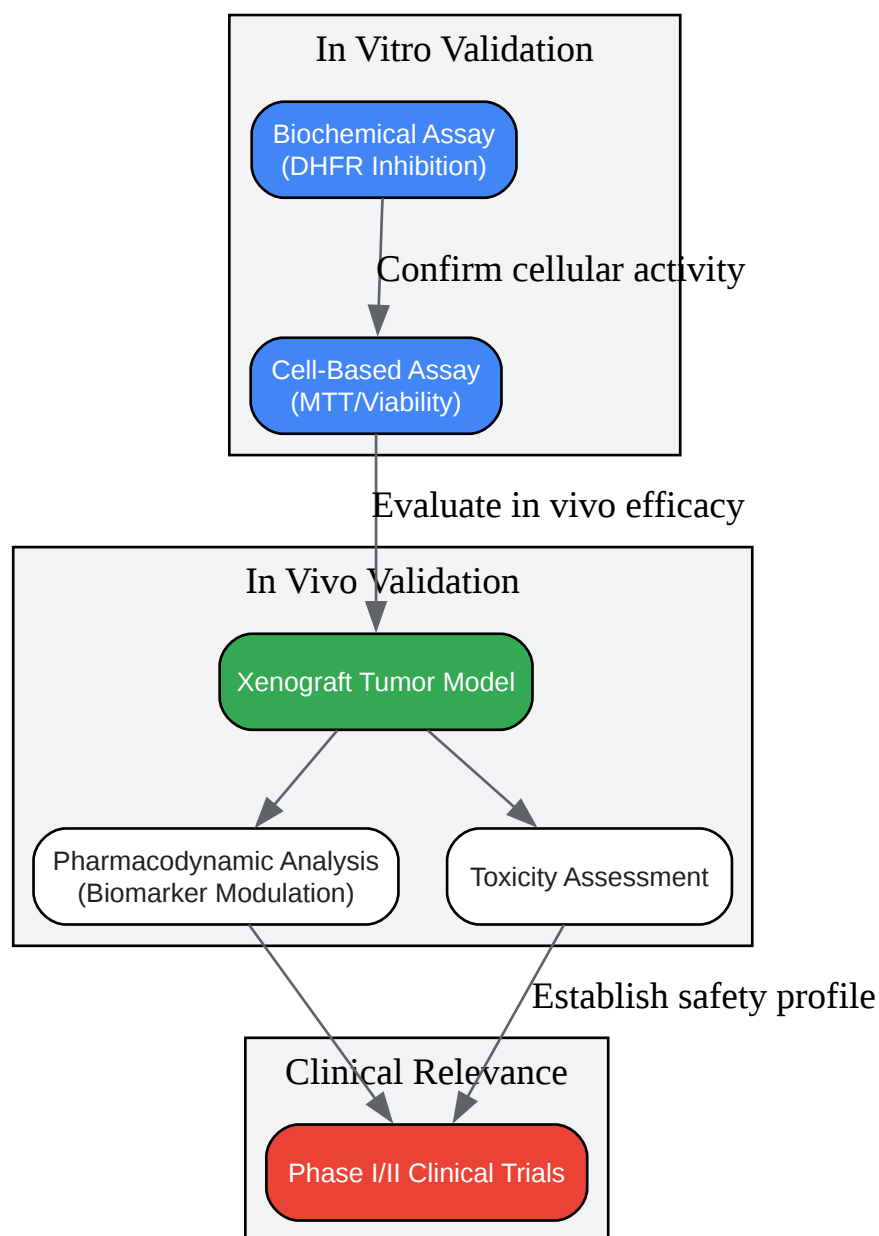 In Vitro Validation
Biochemical Assay
(DHFR Inhibition)
Confirm cellular activity
Cell-Based Assay
(MTT/Viability)
Evaluate in vivo efficacy
In Vivo Validation
Xenograft Tumor Model
Pharmacodynamic Analysis
(Biomarker Modulation)
Toxicity Assessment
Establish safety profile
Clinical Relevance
Phase I/II Clinical Trials